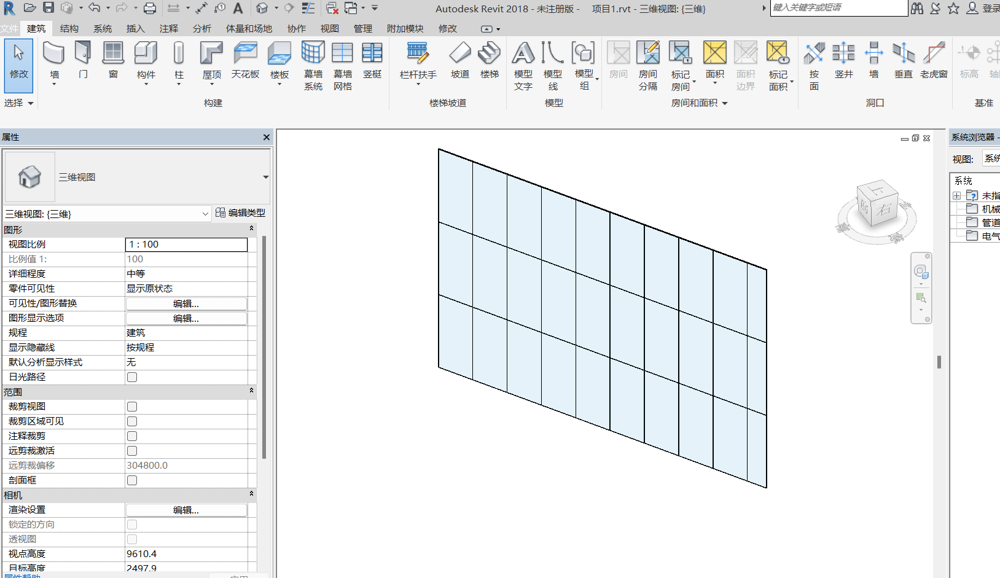 Autodesk Revit 2018 - 未注册版 - 项目1.rvt - 三维视图: {三维}
键入关键字或短语
登录
文件 建筑 结构 系统 插入 注释 分析 体量和场地 协作 视图 管理 附加模块 修改
修改
墙
门
窗
构件
柱
屋顶
天花板
楼板
幕墙
系统
幕墙
网格
竖梃
栏杆扶手
坡道
楼梯
模型
文字
模型
线
模型
组
房间
房间
分隔
标记
房间
面积
面积
边界
标记
面积
按
面
竖井
墙
垂直
老虎窗
标高
选择
构建
楼梯坡道
模型
房间和面积
洞口
基准
属性
三维视图
三维视图: {三维}
编辑类型
图形
视图比例 1 : 100
比例值 1: 100
详细程度 中等
零件可见性 显示原状态
可见性/图形替换 编辑...
图形显示选项 编辑...
规程 建筑
显示隐藏线 按规程
默认分析显示样式 无
日光路径
范围
裁剪视图
裁剪区域可见
注释裁剪
远剪裁激活
远剪裁偏移 304800.0
剖面框
相机
渲染设置 编辑...
锁定的方向
透视图
视点高度 9610.4
目标高度 2497.9
属性帮助
上
右
系统浏览器 -
视图: 系统
系统
未指
机械
管道
电气